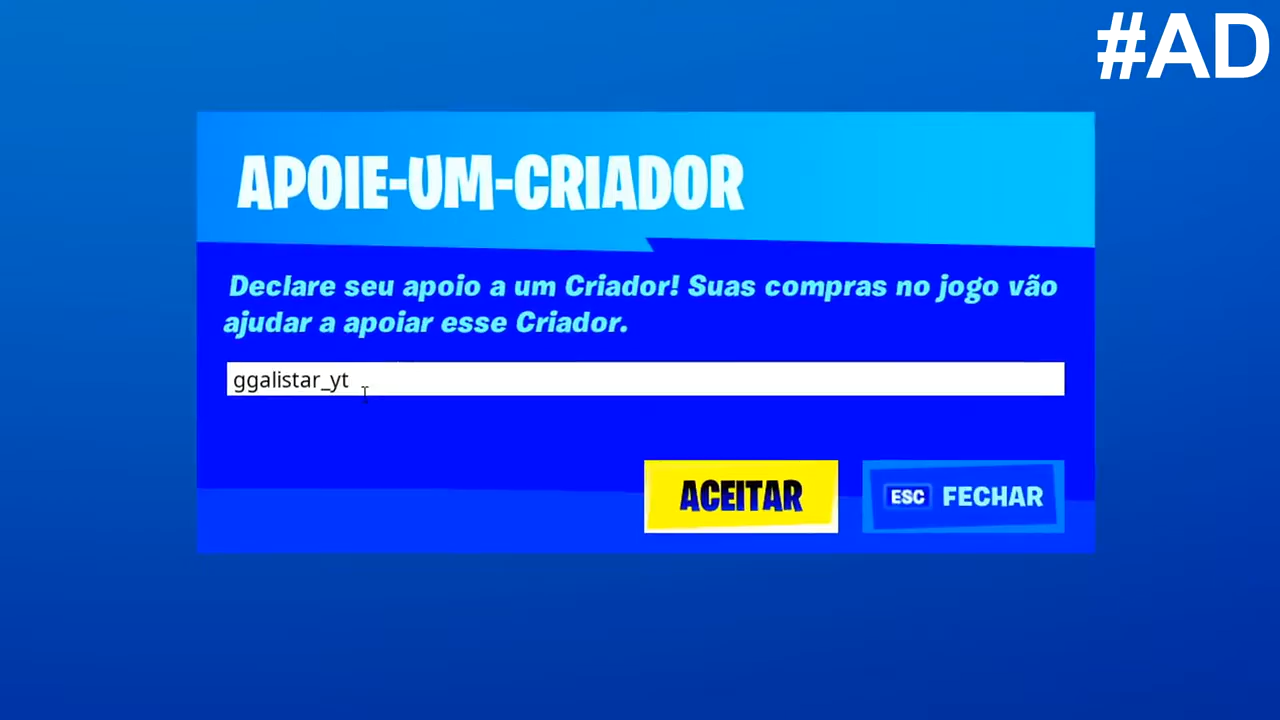 #AD
APOIE-UM-CRIADOR
Declare seu apoio a um Criador! Suas compras no jogo vão
ajudar a apoiar esse Criador.
ggalistar_yt
ACEITAR
ESC FECHAR